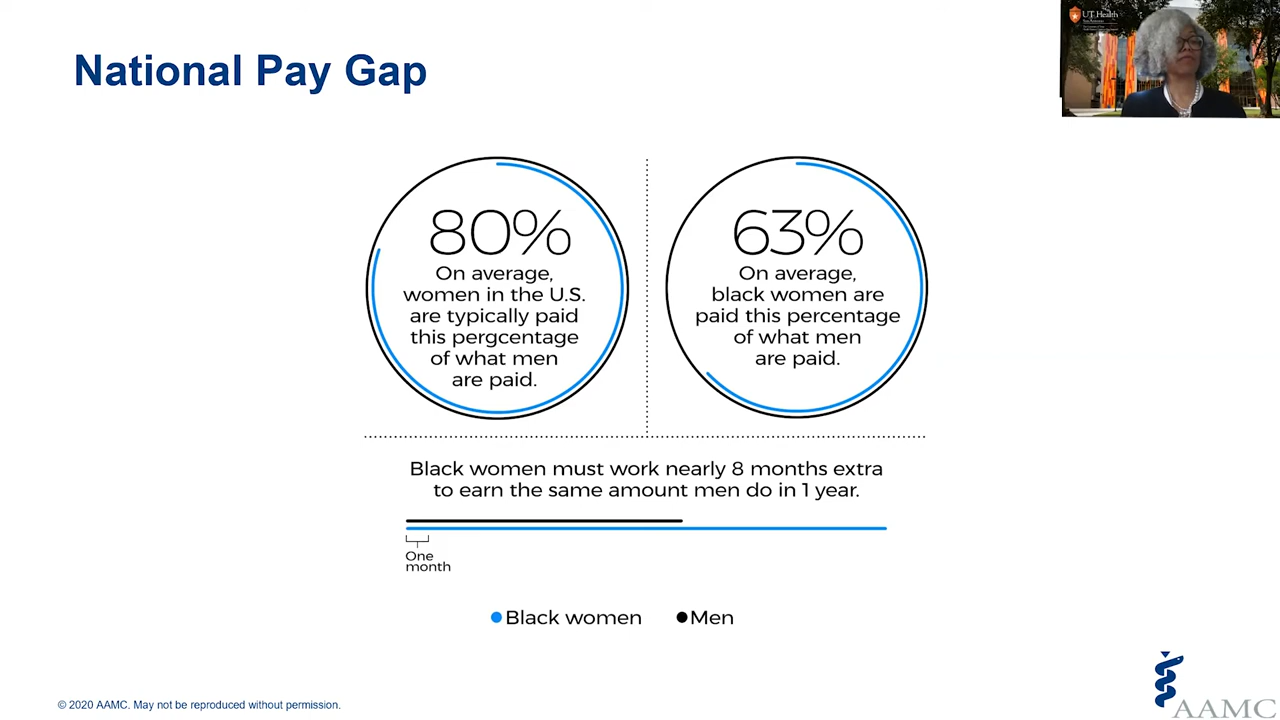 National Pay Gap
UT Health
80%
On average,
women in the U.S.
are typically paid
this pergcentage
of what men
are paid.
63%
On average,
black women are
paid this percentage
of what men
are paid.
Black women must work nearly 8 months extra
to earn the same amount men do in 1 year.
One
month
Black women
Men
© 2020 AAMC. May not be reproduced without permission.
AAMC